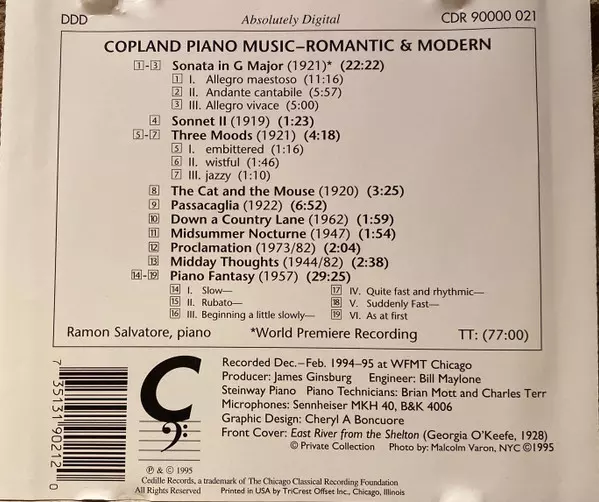 DDD Absolutely Digital CDR 90000 021
COPLAND PIANO MUSIC–ROMANTIC & MODERN
1-3 Sonata in G Major (1921)* (22:22)
1 I. Allegro maestoso (11:16)
2 II. Andante cantabile (5:57)
3 III. Allegro vivace (5:00)
4 Sonnet II (1919) (1:23)
5-7 Three Moods (1921) (4:18)
5 I. embittered (1:16)
6 II. wistful (1:46)
7 III. jazzy (1:10)
8 The Cat and the Mouse (1920) (3:25)
9 Passacaglia (1922) (6:52)
10 Down a Country Lane (1962) (1:59)
11 Midsummer Nocturne (1947) (1:54)
12 Proclamation (1973/82) (2:04)
13 Midday Thoughts (1944/82) (2:38)
14-19 Piano Fantasy (1957) (29:25)
14 I. Slow—
15 II. Rubato—
16 III. Beginning a little slowly—
17 IV. Quite fast and rhythmic—
18 V. Suddenly Fast—
19 VI. As at first
Ramon Salvatore, piano *World Premiere Recording TT: (77:00)
Recorded Dec.–Feb. 1994–95 at WFMT Chicago
Producer: James Ginsburg Engineer: Bill Maylone
Steinway Piano Piano Technicians: Brian Mott and Charles Terr
Microphones: Sennheiser MKH 40, B&K 4006
Graphic Design: Cheryl A Boncuore
Front Cover: East River from the Shelton (Georgia O'Keefe, 1928)
© Private Collection Photo by: Malcolm Varon, NYC ©1995
7 35131 90212 0
C
℗ & © 1995
Cedille Records, a trademark of The Chicago Classical Recording Foundation
All Rights Reserved Printed in USA by TriCrest Offset Inc., Chicago, Illinois